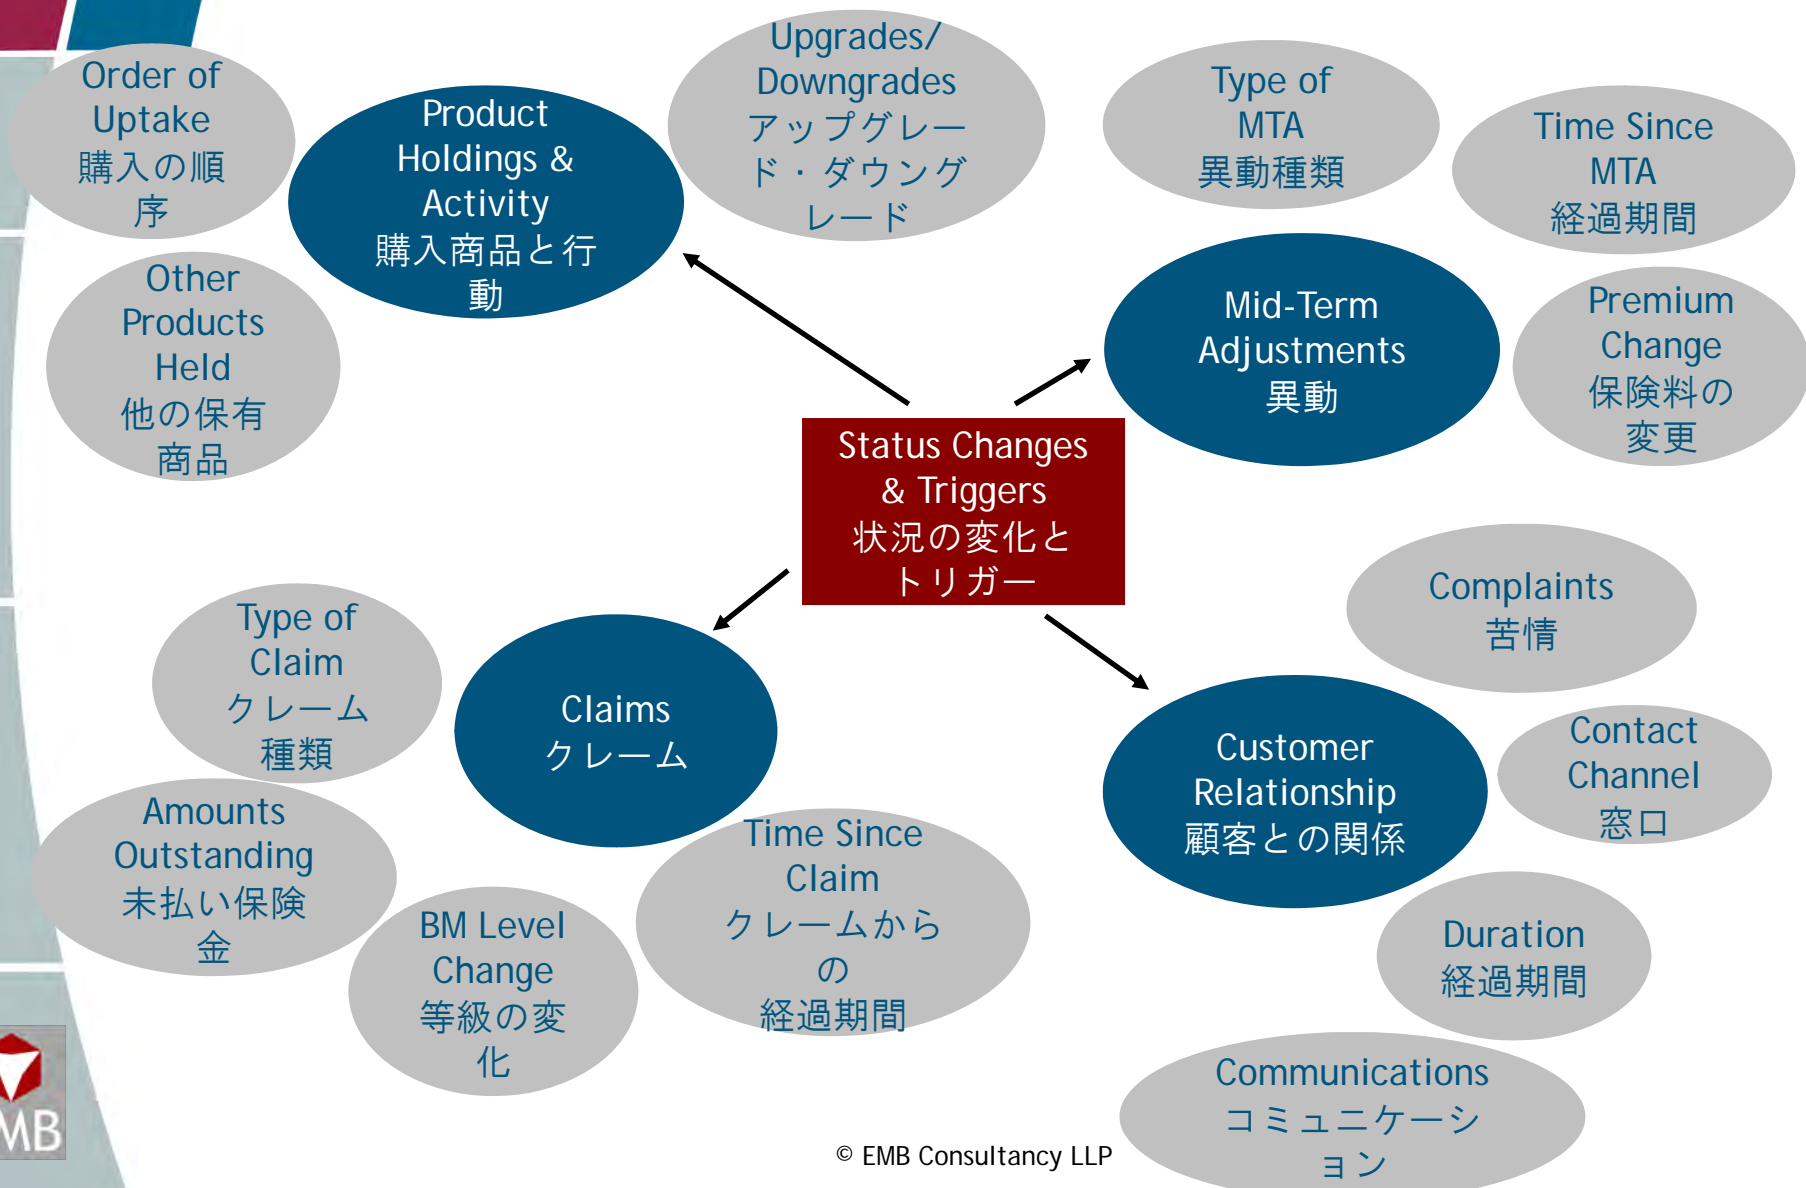 Order of
Uptake
購入の順
序
Product
Holdings &
Activity
購入商品と行
動
Upgrades/
Downgrades
アップグレー
ド・ダウング
レード
Type of
MTA
異動種類
Time Since
MTA
経過期間
Other
Products
Held
他の保有
商品
Mid-Term
Adjustments
異動
Premium
Change
保険料の
変更
Status Changes
& Triggers
状況の変化と
トリガー
Type of
Claim
クレーム
種類
Claims
クレーム
Complaints
苦情
Customer
Relationship
顧客との関係
Contact
Channel
窓口
Amounts
Outstanding
未払い保険
金
BM Level
Change
等級の変
化
Time Since
Claim
クレームから
の
経過期間
Duration
経過期間
Communications
コミュニケーシ
ョン
MB
© EMB Consultancy LLP